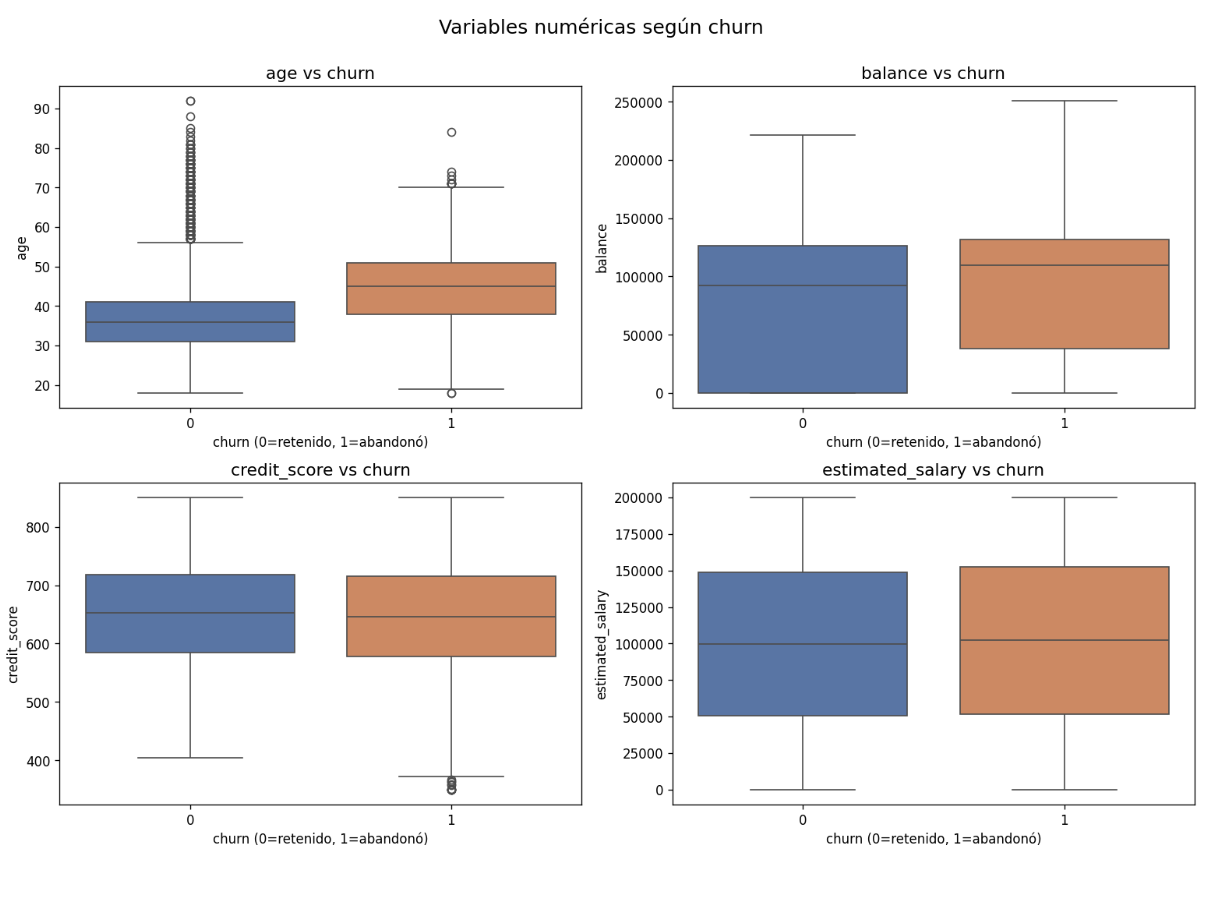 Variables numéricas según churn
age vs churn
90
80
70
60
50
40
30
20
age
0
1
churn (0=retenido, 1=abandonó)
balance vs churn
250000
200000
150000
100000
50000
0
balance
0
1
churn (0=retenido, 1=abandonó)
credit_score vs churn
800
700
600
500
400
credit_score
0
1
churn (0=retenido, 1=abandonó)
estimated_salary vs churn
200000
175000
150000
125000
100000
75000
50000
25000
0
estimated_salary
0
1
churn (0=retenido, 1=abandonó)